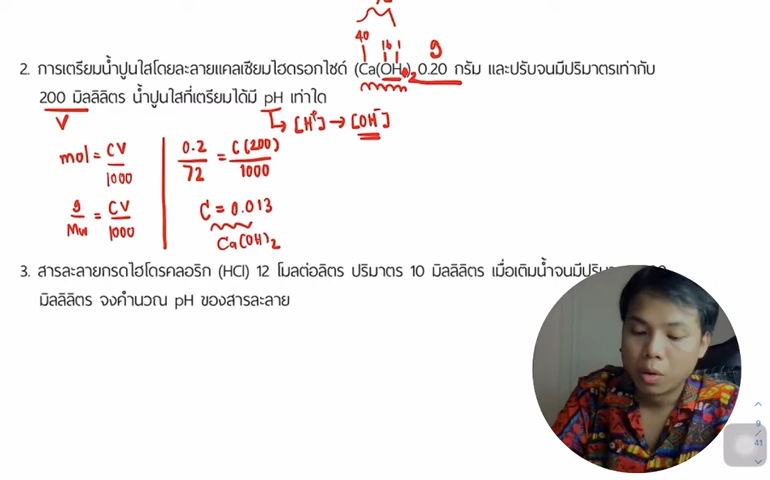 40
16 1
g
2. การเตรียมน้ำปูนใสโดยละลายแคลเซียมไฮดรอกไซด์ (Ca(OH)2) 0.20 กรัม และปรับจนมีปริมาตรเท่ากับ
200 มิลลิลิตร น้ำปูนใสที่เตรียมได้มี pH เท่าใด
V
[H+] → [OH-]
mol = CV/1000
0.2/72 = C(200)/1000
g/Mw = CV/1000
C = 0.013
Ca(OH)2
3. สารละลายกรดไฮโดรคลอริก (HCl) 12 โมลต่อลิตร ปริมาตร 10 มิลลิลิตร เมื่อเติมน้ำจนมี
มิลลิลิตร จงคำนวณ pH ของสารละลาย
9
/
41